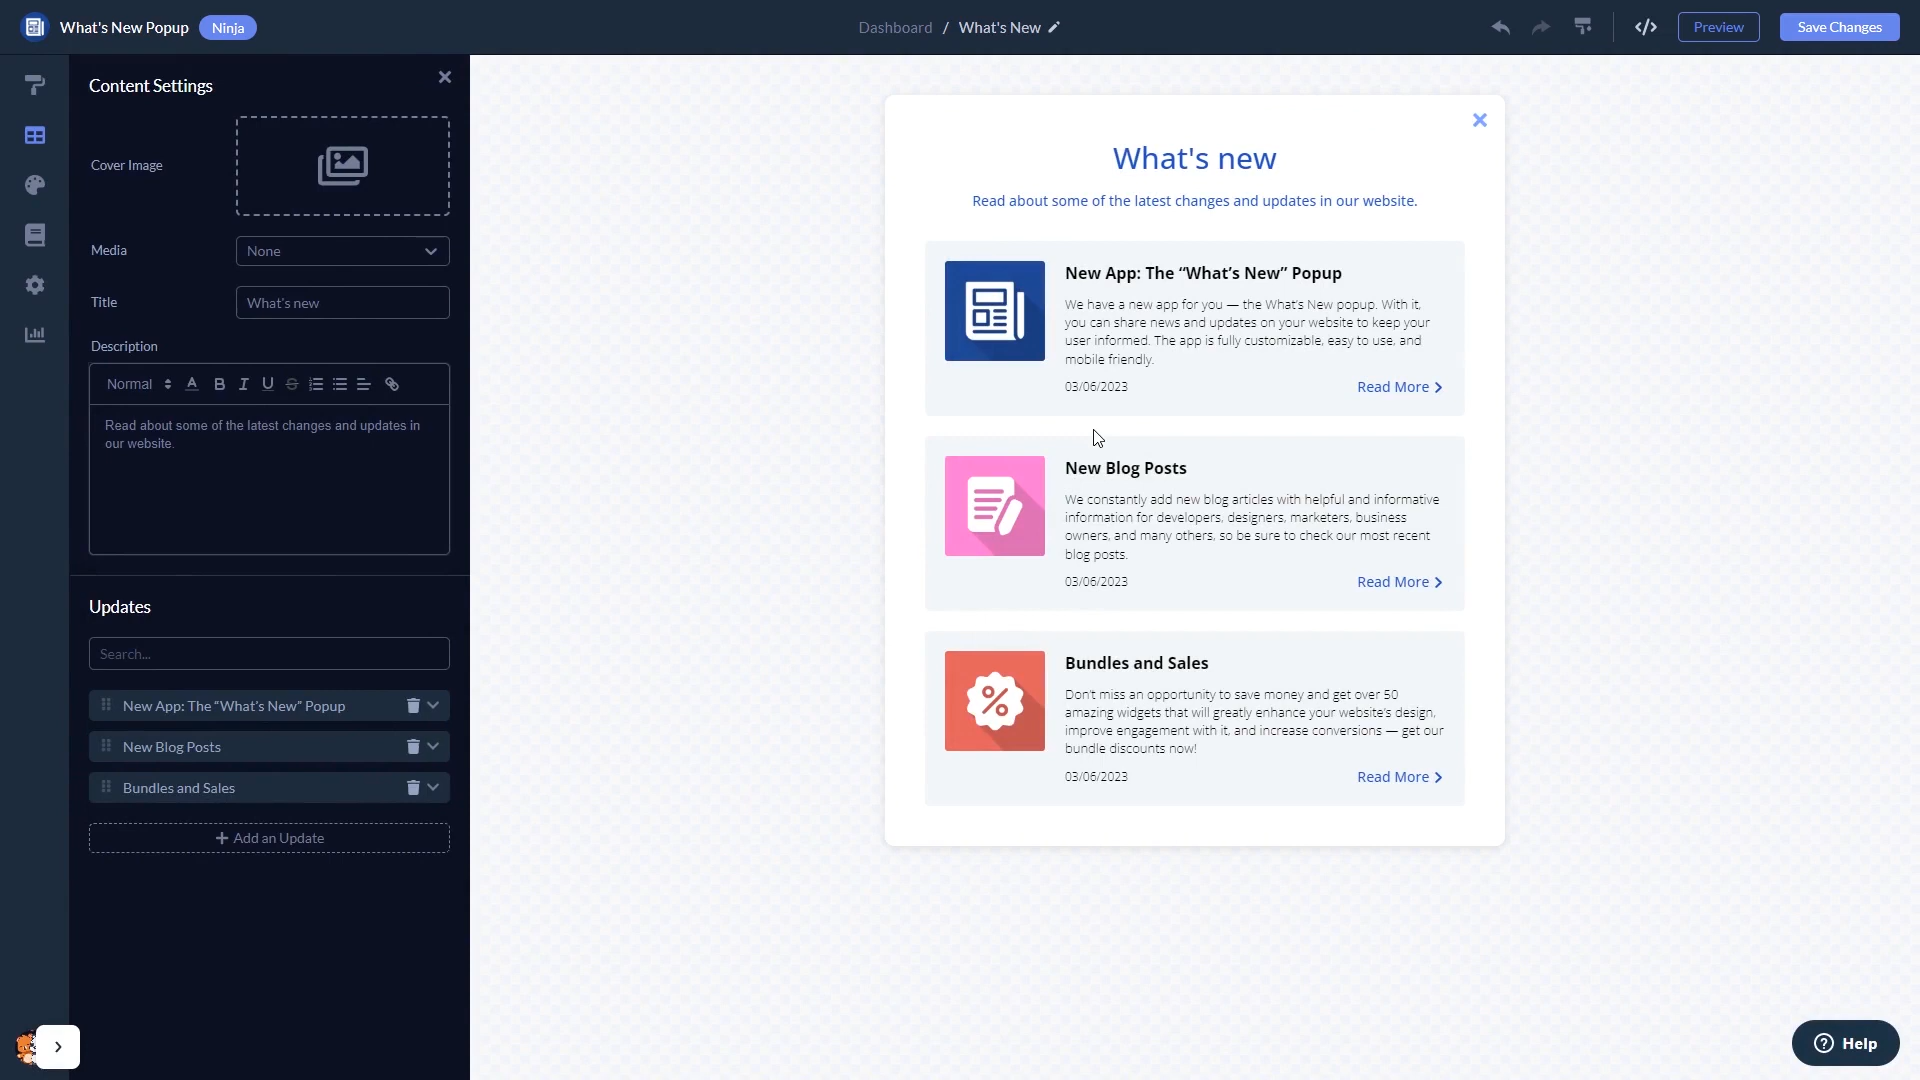 What's New Popup Ninja
Dashboard / What's New
Preview
Save Changes
Content Settings
Cover Image
Media
None
Title
What's new
Description
Normal
Read about some of the latest changes and updates in
our website.
Updates
Search...
New App: The “What's New” Popup
New Blog Posts
Bundles and Sales
Add an Update
What's new
Read about some of the latest changes and updates in our website.
New App: The “What’s New” Popup
We have a new app for you — the What's New popup. With it,
you can share news and updates on your website to keep your
user informed. The app is fully customizable, easy to use, and
mobile friendly.
03/06/2023
Read More
New Blog Posts
We constantly add new blog articles with helpful and informative
information for developers, designers, marketers, business
owners, and many others, so be sure to check our most recent
blog posts.
03/06/2023
Read More
Bundles and Sales
Don't miss an opportunity to save money and get over 50
amazing widgets that will greatly enhance your website's design,
improve engagement with it, and increase conversions — get our
bundle discounts now!
03/06/2023
Read More
Help